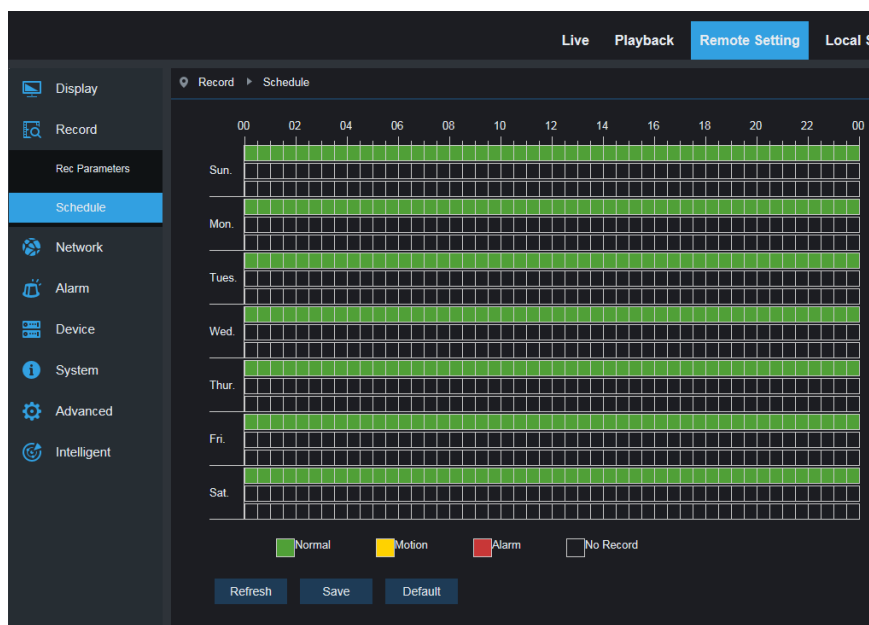 Live Playback Remote Setting Local S
Display
Record
Rec Parameters
Schedule
Network
Alarm
Device
System
Advanced
Intelligent
Record Schedule
00 02 04 06 08 10 12 14 16 18 20 22 00
Sun.
Mon.
Tues.
Wed.
Thur.
Fri.
Sat.
Normal Motion Alarm No Record
Refresh Save Default